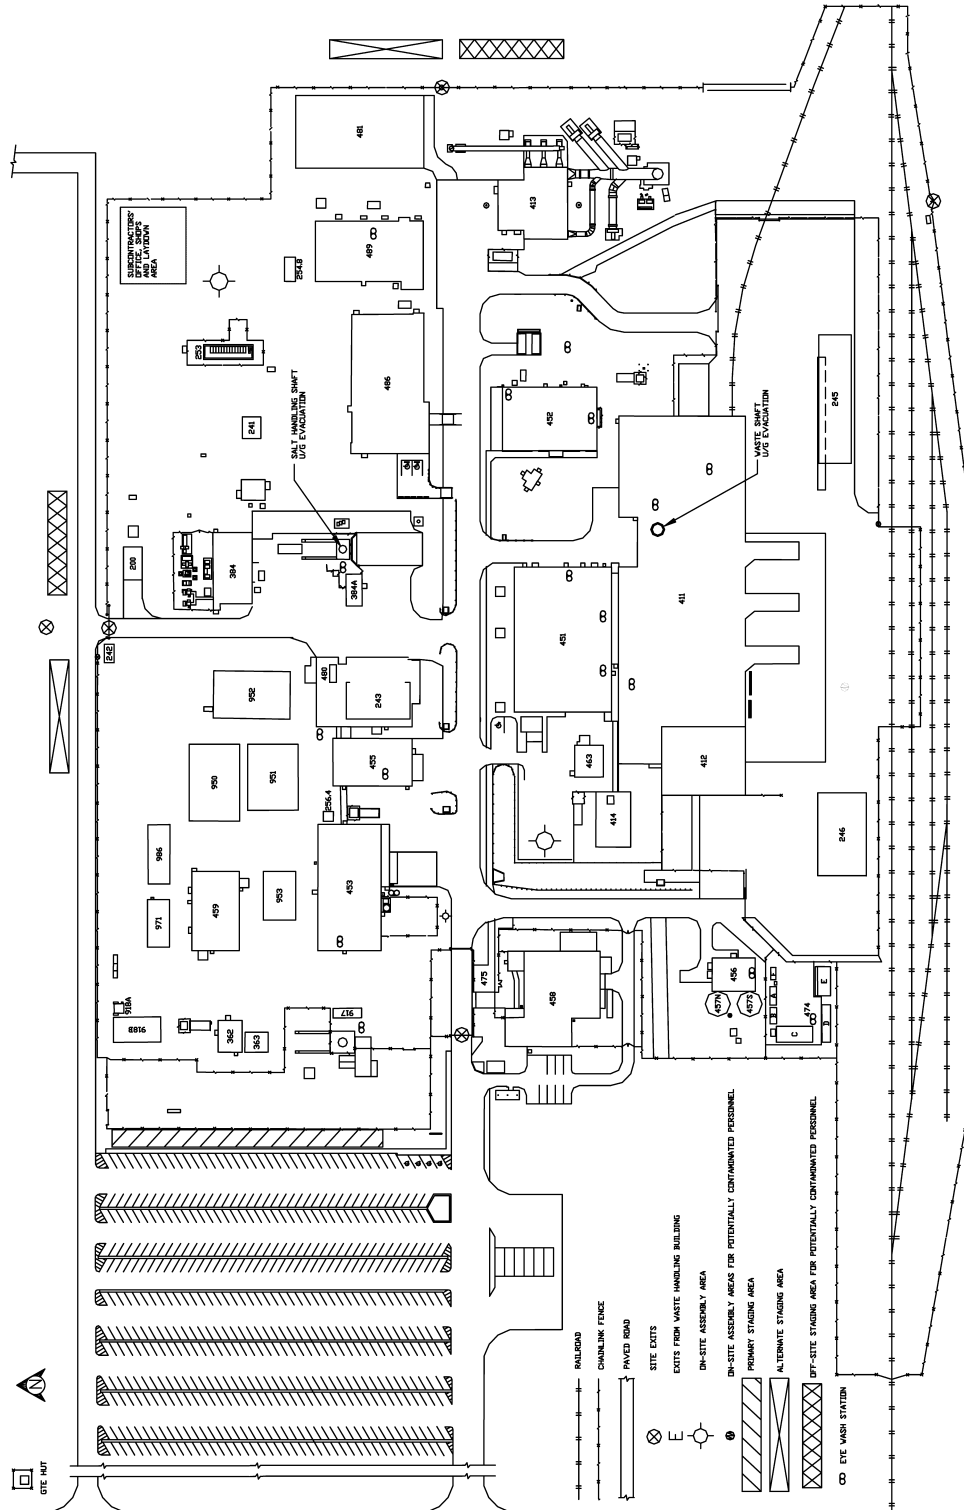 481
SUBCONTRACTORS'
OFFICE, SHOPS
AND LAYDOWN
AREA
413
489
254.8
253
486
SALT HANDLING SHAFT
U/G EVACUATION
241
452
WASTE SHAFT
U/G EVACUATION
245
200
384
384A
411
451
242
952
480
243
950
951
455
463
412
256.4
414
246
986
453
459
953
971
475
918A
918B
917
458
456
457N
457S
474
F
A
B
C
D
E
362
363
N
GTE HUT
RAILROAD
CHAINLINK FENCE
PAVED ROAD
SITE EXITS
E EXITS FROM WASTE HANDLING BUILDING
ON-SITE ASSEMBLY AREA
ON-SITE ASSEMBLY AREAS FOR POTENTIALLY CONTAMINATED PERSONNEL
PRIMARY STAGING AREA
ALTERNATE STAGING AREA
OFF-SITE STAGING AREA FOR POTENTIALLY CONTAMINATED PERSONNEL
EYE WASH STATION